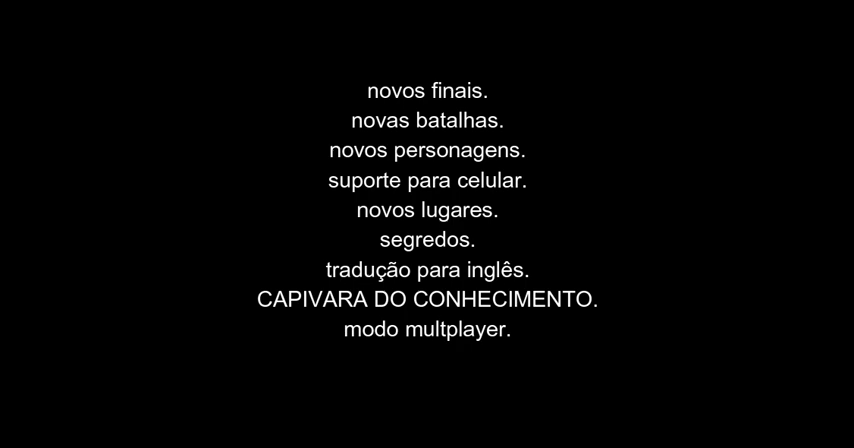 novos finais.
novas batalhas.
novos personagens.
suporte para celular.
novos lugares.
segredos.
tradução para inglês.
CAPIVARA DO CONHECIMENTO.
modo multplayer.